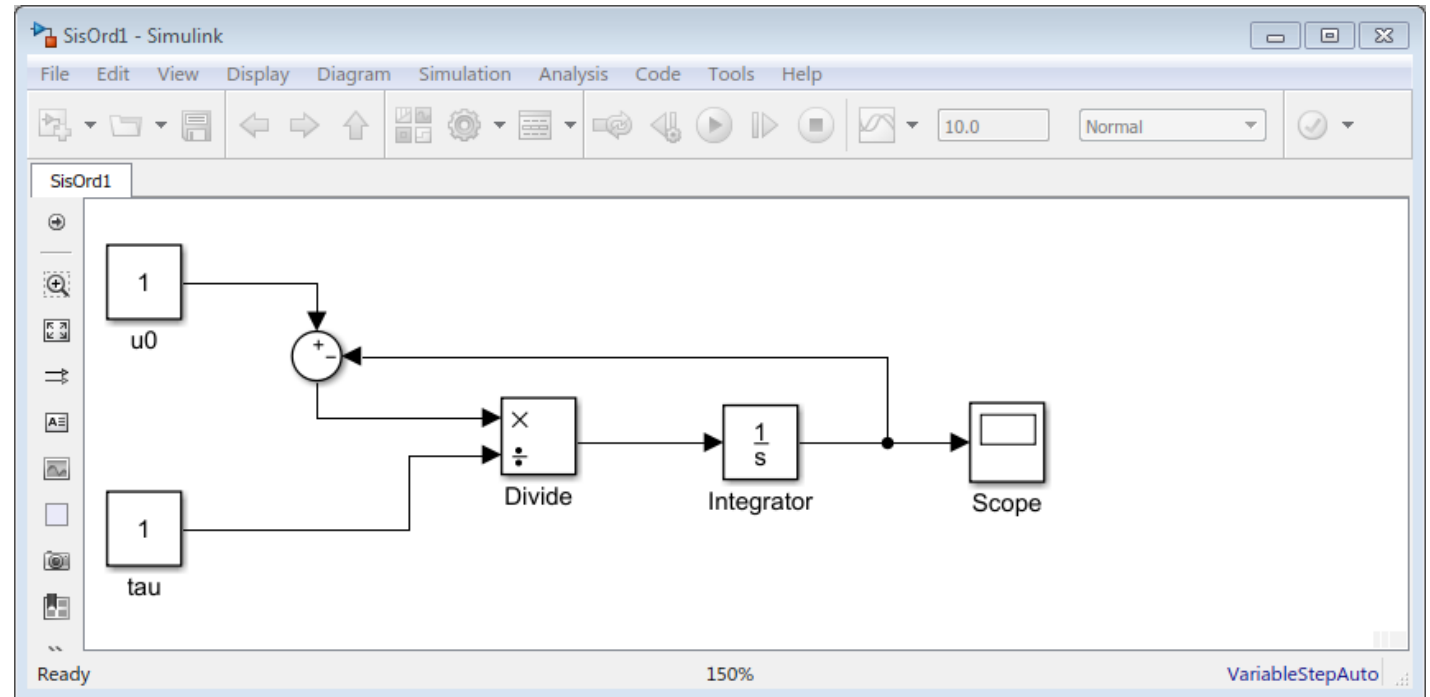 SisOrd1 - Simulink
File Edit View Display Diagram Simulation Analysis Code Tools Help
10.0 Normal
SisOrd1
1
u0
+
−
×
÷
Divide
1
s
Integrator
Scope
1
tau
Ready 150% VariableStepAuto